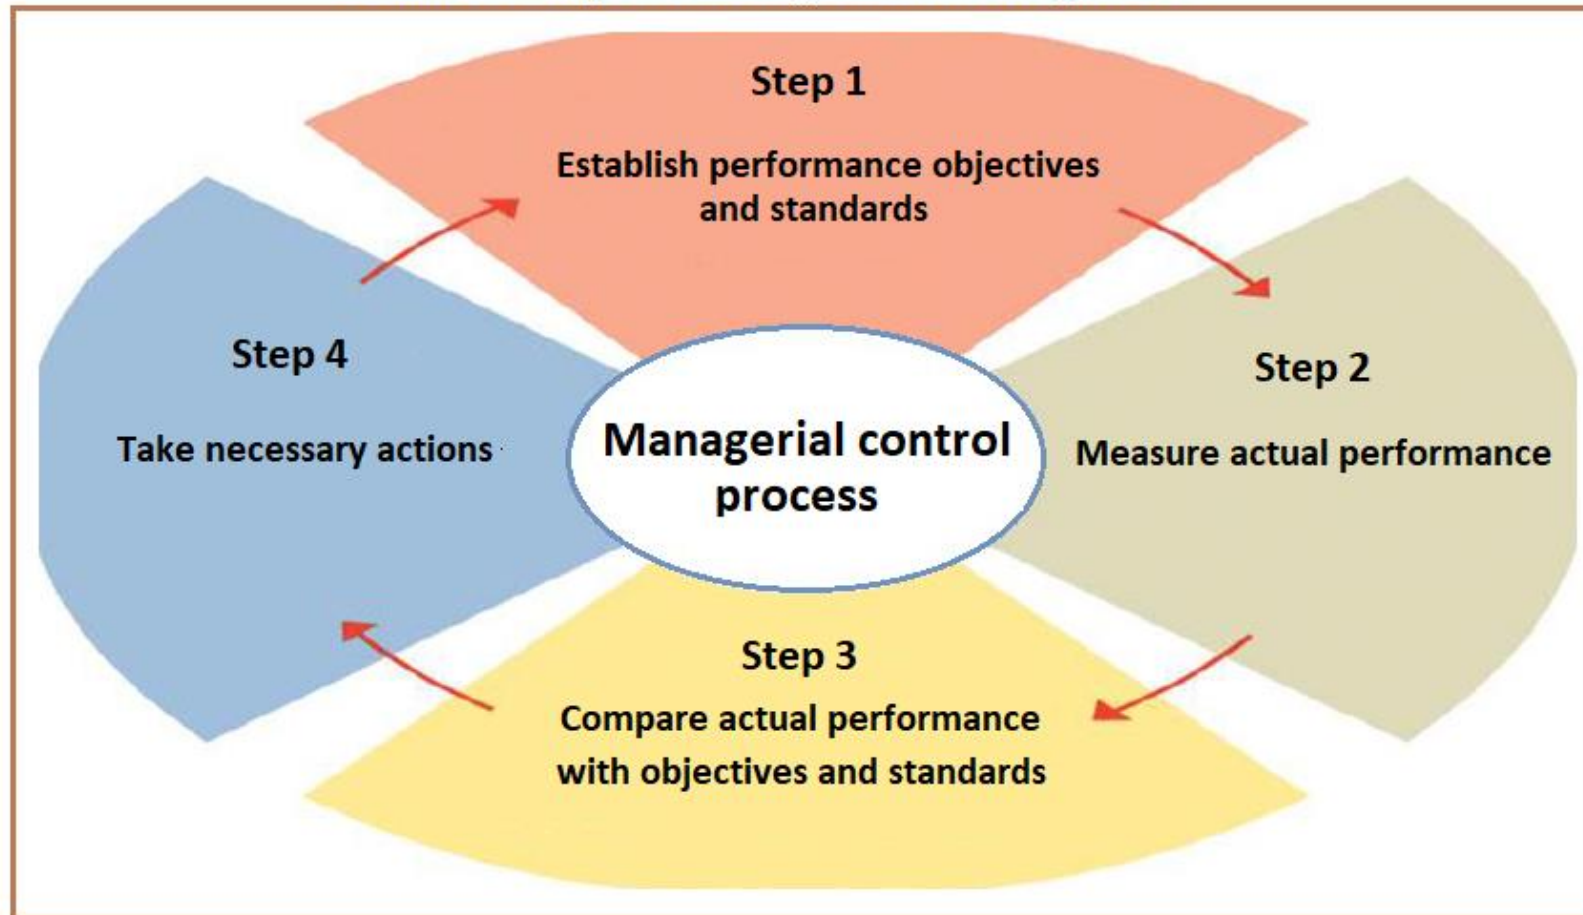 Step 1
Establish performance objectives
and standards
Step 2
Measure actual performance
Step 3
Compare actual performance
with objectives and standards
Step 4
Take necessary actions
Managerial control
process